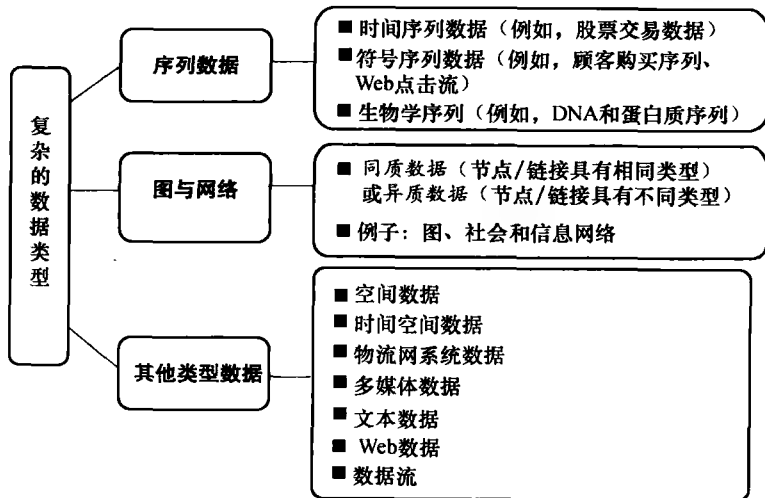 复杂的数据类型
序列数据
■ 时间序列数据（例如，股票交易数据）
■ 符号序列数据（例如，顾客购买序列、
Web点击流）
■ 生物学序列（例如，DNA和蛋白质序列）
图与网络
■ 同质数据（节点/链接具有相同类型）
或异质数据（节点/链接具有不同类型）
■ 例子：图、社会和信息网络
其他类型数据
■ 空间数据
■ 时间空间数据
■ 物流网系统数据
■ 多媒体数据
■ 文本数据
■ Web数据
■ 数据流